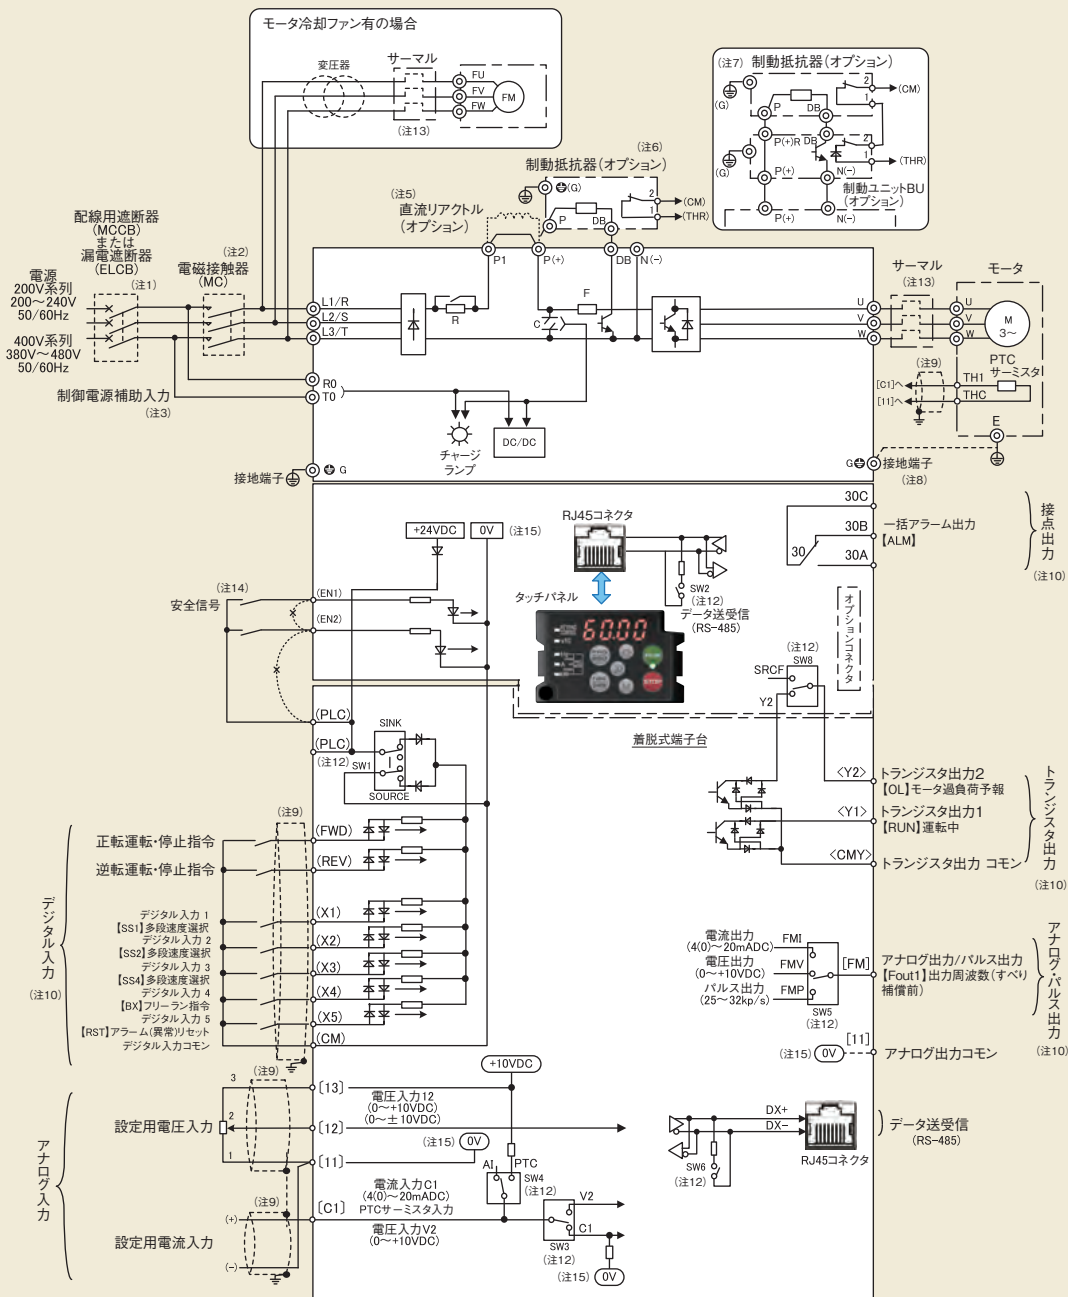 モータ冷却ファン有の場合
変圧器
サーマル
FU
FV
FW
FM
(注13)
(注7) 制動抵抗器(オプション)
(G)
P
DB
2
1
(CM)
P(+)R DB
(G)
2
1
(THR)
P(+)
N(-)
制動ユニットBU
(オプション)
P(+)
N(-)
(注6)
制動抵抗器(オプション)
(G)
P
DB
2
1
(CM)
(THR)
(注5)
直流リアクトル
(オプション)
P1
P(+)
DB
N(-)
配線用遮断器
(MCCB)
または
漏電遮断器
(ELCB)
(注1)
(注2)
電磁接触器
(MC)
電源
200V系列
200~240V
50/60Hz
400V系列
380V~480V
50/60Hz
L1/R
L2/S
L3/T
R
C
F
U
V
W
サーマル
(注13)
モータ
U
V
W
M
3~
制御電源補助入力
(注3)
R0
T0
チャージ
ランプ
DC/DC
(注9)
[C1]へ
[11]へ
PTC
サーミスタ
TH1
THC
E
接地端子
G
G
接地端子
(注8)
+24VDC
0V
(注15)
RJ45コネクタ
SW2
(注12)
データ送受信
(RS-485)
タッチパネル
60.00
30C
30B
30
30A
一括アラーム出力
【ALM】
接点出力
(注10)
オプションコネクタ
(注14)
安全信号
(EN1)
(EN2)
(PLC)
(PLC)
(注12)
SW1
SINK
SOURCE
(注12)
SW8
SRCF
Y2
着脱式端子台
<Y2>
トランジスタ出力2
【OL】モータ過負荷予報
<Y1>
トランジスタ出力1
【RUN】運転中
<CMY>
トランジスタ出力 コモン
トランジスタ出力
(注10)
(注9)
正転運転・停止指令
(FWD)
逆転運転・停止指令
(REV)
デジタル入力
(注10)
デジタル入力 1
【SS1】多段速度選択
(X1)
デジタル入力 2
【SS2】多段速度選択
(X2)
デジタル入力 3
【SS4】多段速度選択
(X3)
デジタル入力 4
【BX】フリーラン指令
(X4)
デジタル入力 5
【RST】アラーム(異常)リセット
(X5)
デジタル入力コモン
(CM)
電流出力
(4(0)~20mADC)
FMI
電圧出力
(0~+10VDC)
FMV
パルス出力
(25~32kp/s)
FMP
SW5
(注12)
[FM]
アナログ出力/パルス出力
【Fout1】出力周波数(すべり
補償前)
アナログ・パルス出力
(注10)
[11]
(注15)
0V
アナログ出力コモン
アナログ入力
(注9)
設定用電圧入力
3
2
1
[13]
[12]
[11]
電圧入力12
(0~+10VDC)
(0~±10VDC)
+10VDC
(注15)
0V
AI
PTC
SW4
(注12)
(注9)
設定用電流入力
(+)
(-)
[C1]
電流入力C1
(4(0)~20mADC)
PTCサーミスタ入力
電圧入力V2
(0~+10VDC)
V2
C1
SW3
(注12)
(注15)
0V
DX+
DX-
SW6
(注12)
RJ45コネクタ
データ送受信
(RS-485)